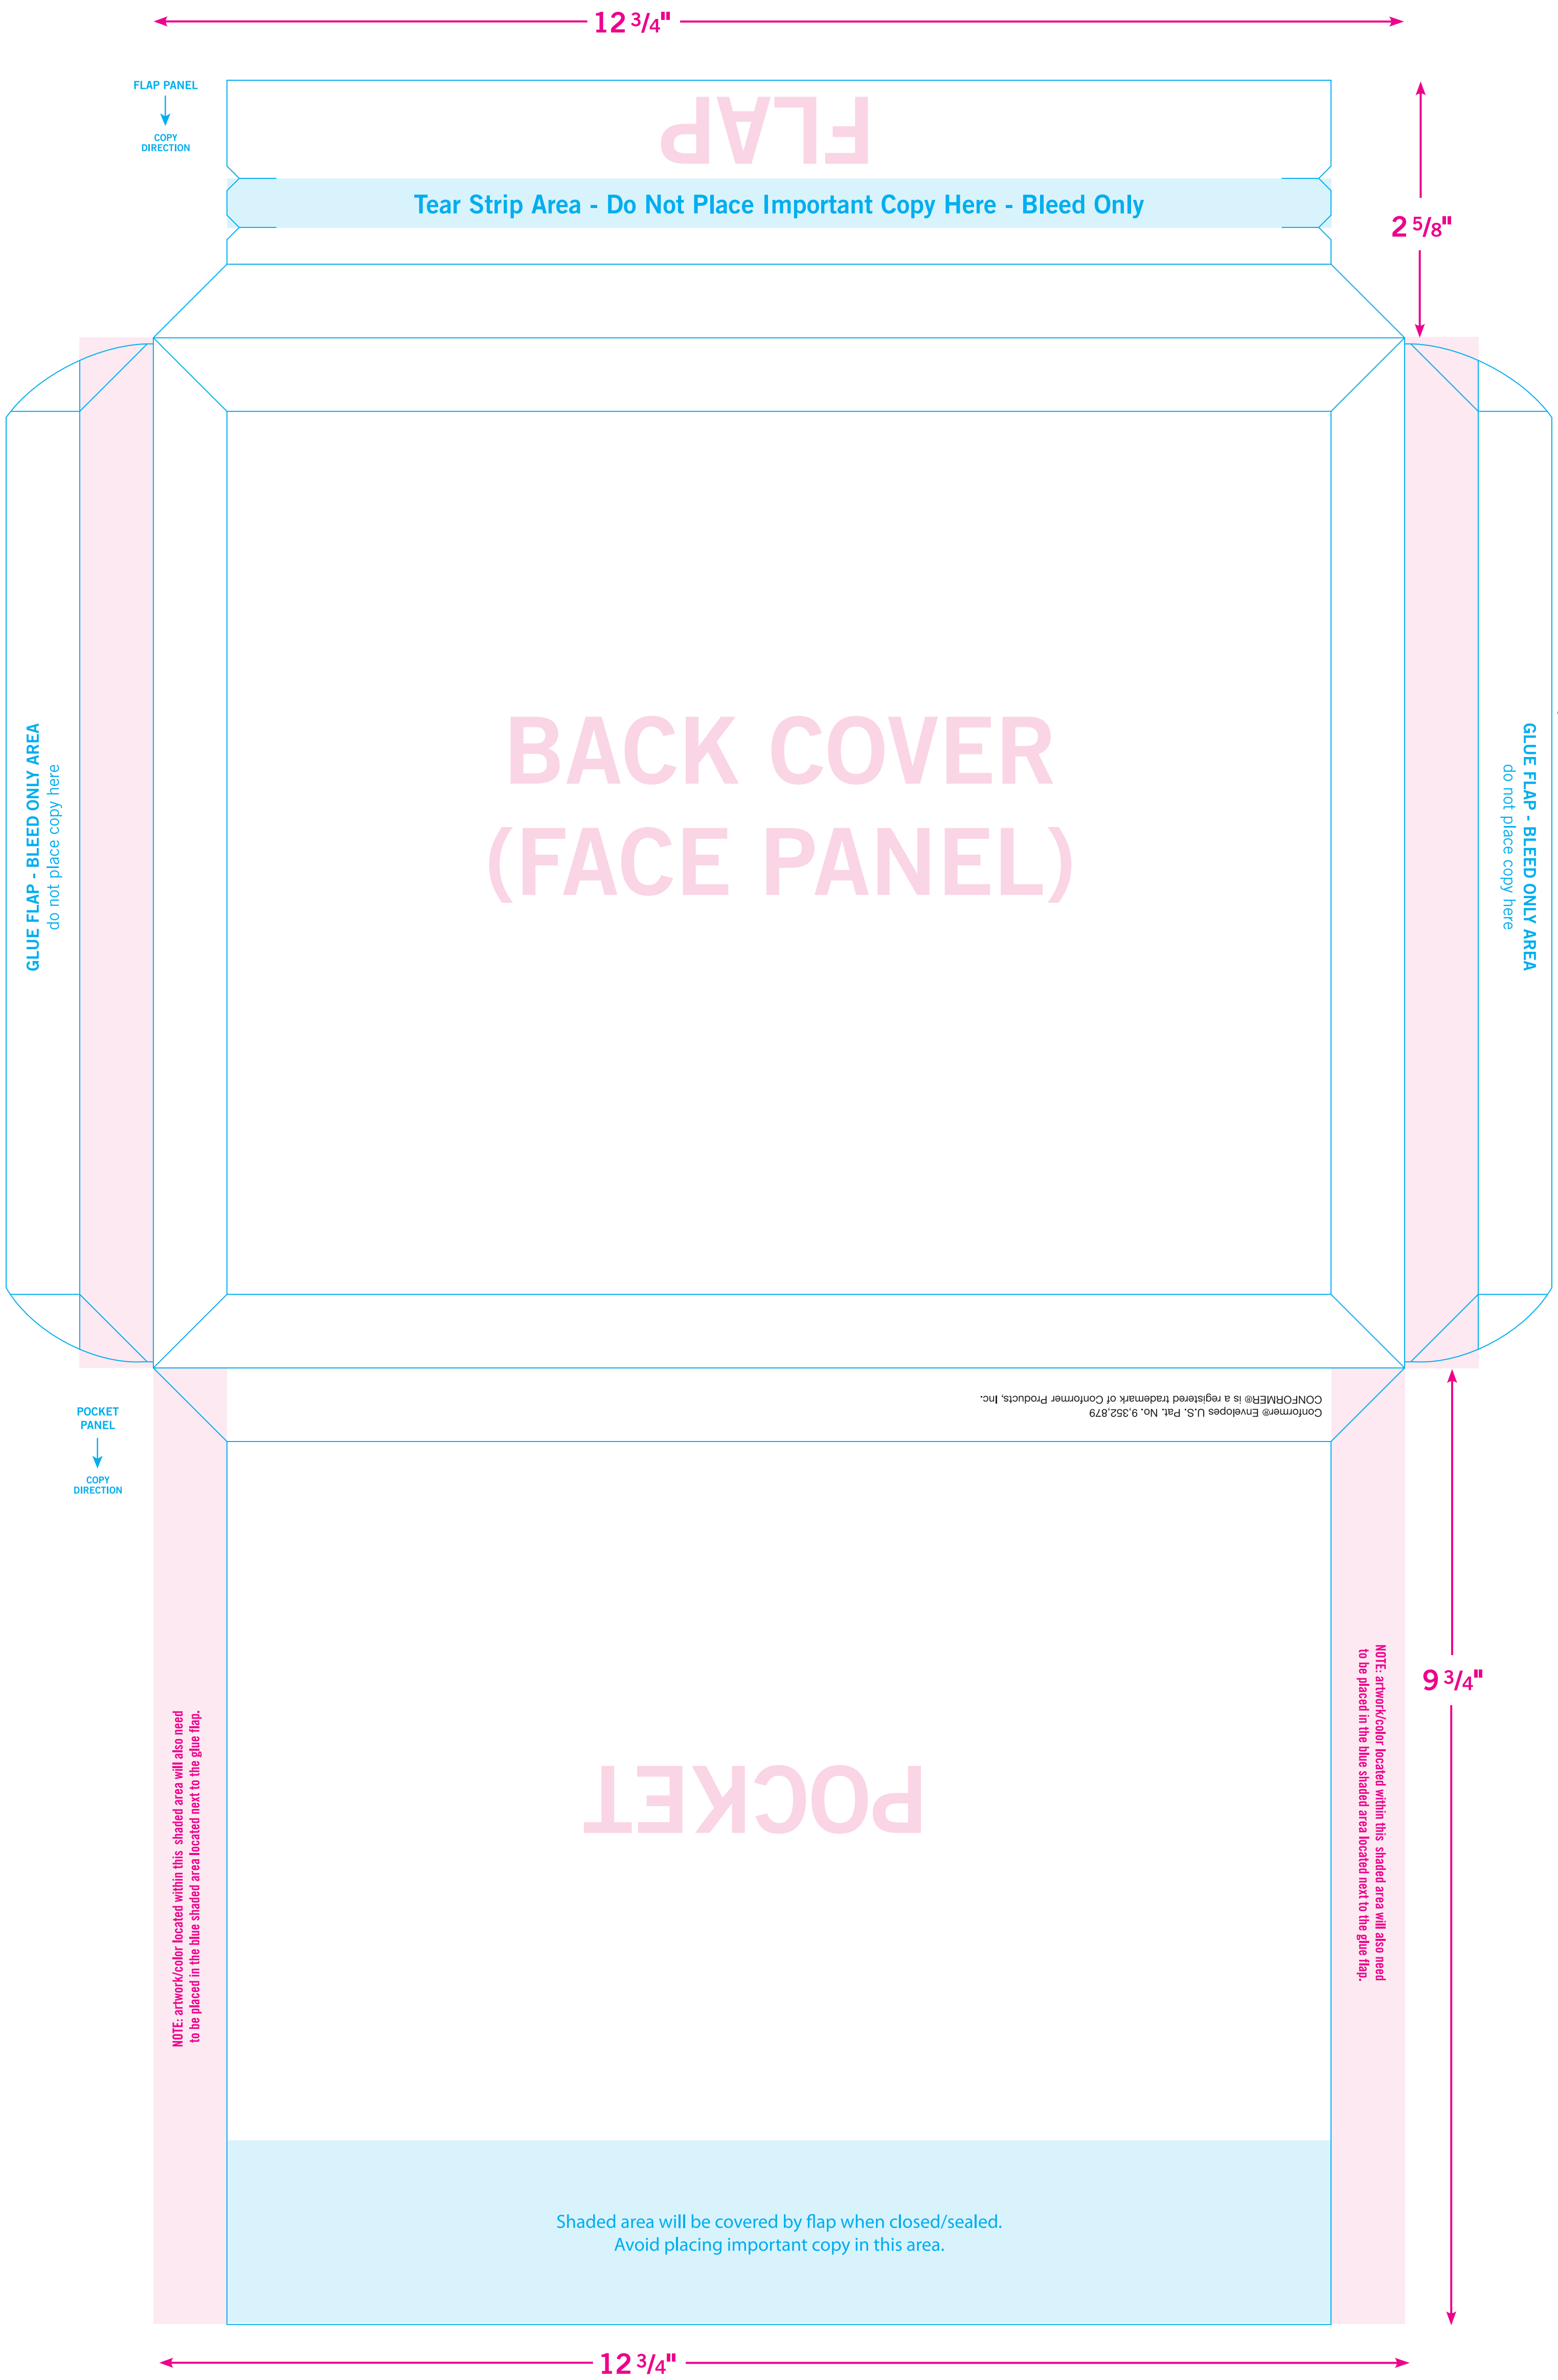 12 3/4"
FLAP PANEL
COPY
DIRECTION
FLAP
Tear Strip Area - Do Not Place Important Copy Here - Bleed Only
2 5/8"
BACK COVER
(FACE PANEL)
GLUE FLAP - BLEED ONLY AREA
do not place copy here
GLUE FLAP - BLEED ONLY AREA
do not place copy here
Conformer® Envelopes U.S. Pat. No. 9,352,879
CONFORMER® is a registered trademark of Conformer Products, Inc.
POCKET
PANEL
COPY
DIRECTION
9 3/4"
POCKET
NOTE: artwork/color located within this shaded area will also need
to be placed in the blue shaded area located next to the glue flap.
NOTE: artwork/color located within this shaded area will also need
to be placed in the blue shaded area located next to the glue flap.
Shaded area will be covered by flap when closed/sealed.
Avoid placing important copy in this area.
12 3/4"